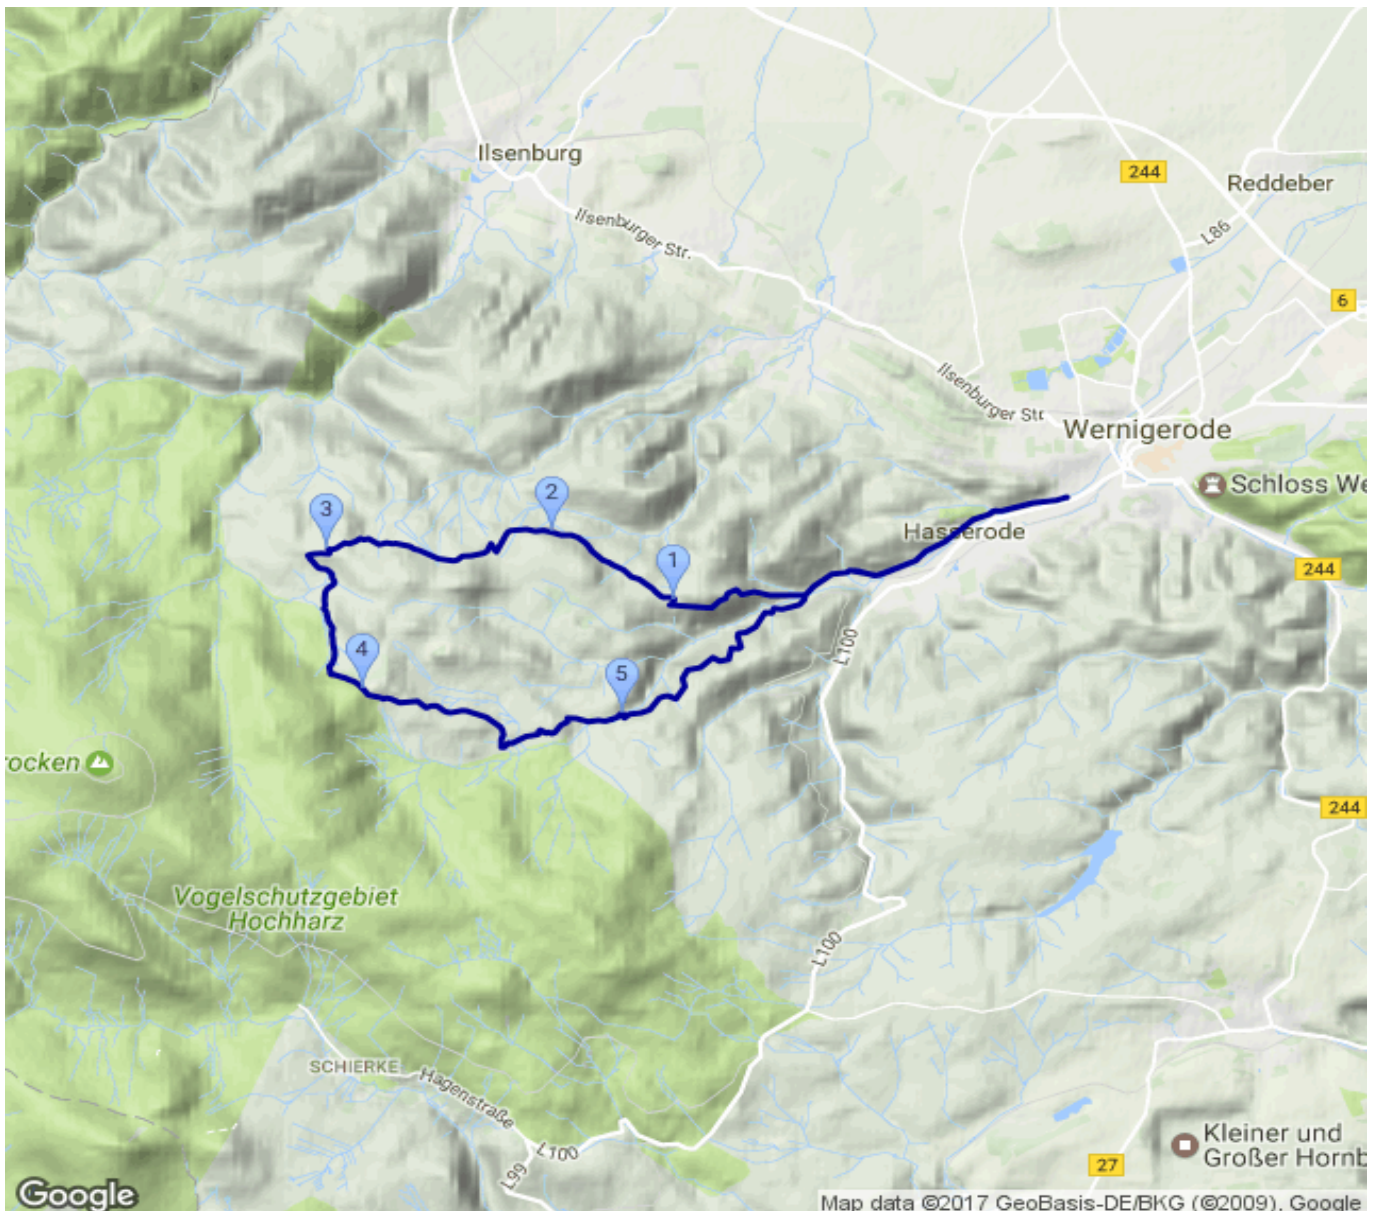 Ilsenburg
244
Reddeber
Ilsenburger Str.
L86
6
Ilsenburger Str
Wernigerode
Schloss We
3
2
Hasserode
1
244
4
5
L100
rocken
244
Vogelschutzgebiet
Hochharz
L100
SCHIERKE
Hagenstraße
L100
L99
Kleiner und
Großer Hornb
27
Google
Map data ©2017 GeoBasis-DE/BKG (©2009), Google